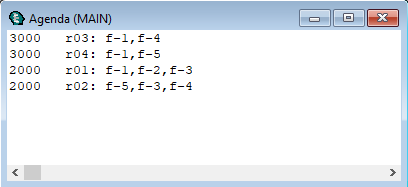 Agenda (MAIN)
3000 r03: f-1,f-4
3000 r04: f-1,f-5
2000 r01: f-1,f-2,f-3
2000 r02: f-5,f-3,f-4